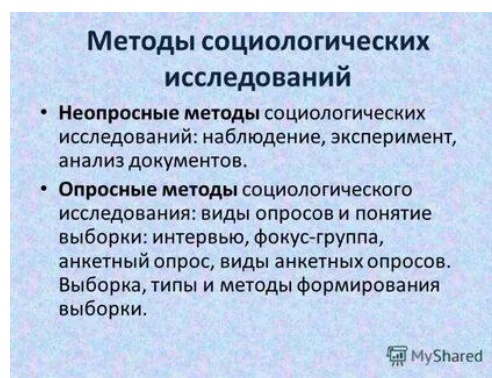 Методы социологических
исследований
• Неопросные методы социологических
исследований: наблюдение, эксперимент,
анализ документов.
• Опросные методы социологического
исследования: виды опросов и понятие
выборки: интервью, фокус-группа,
анкетный опрос, виды анкетных опросов.
Выборка, типы и методы формирования
выборки.
MyShared